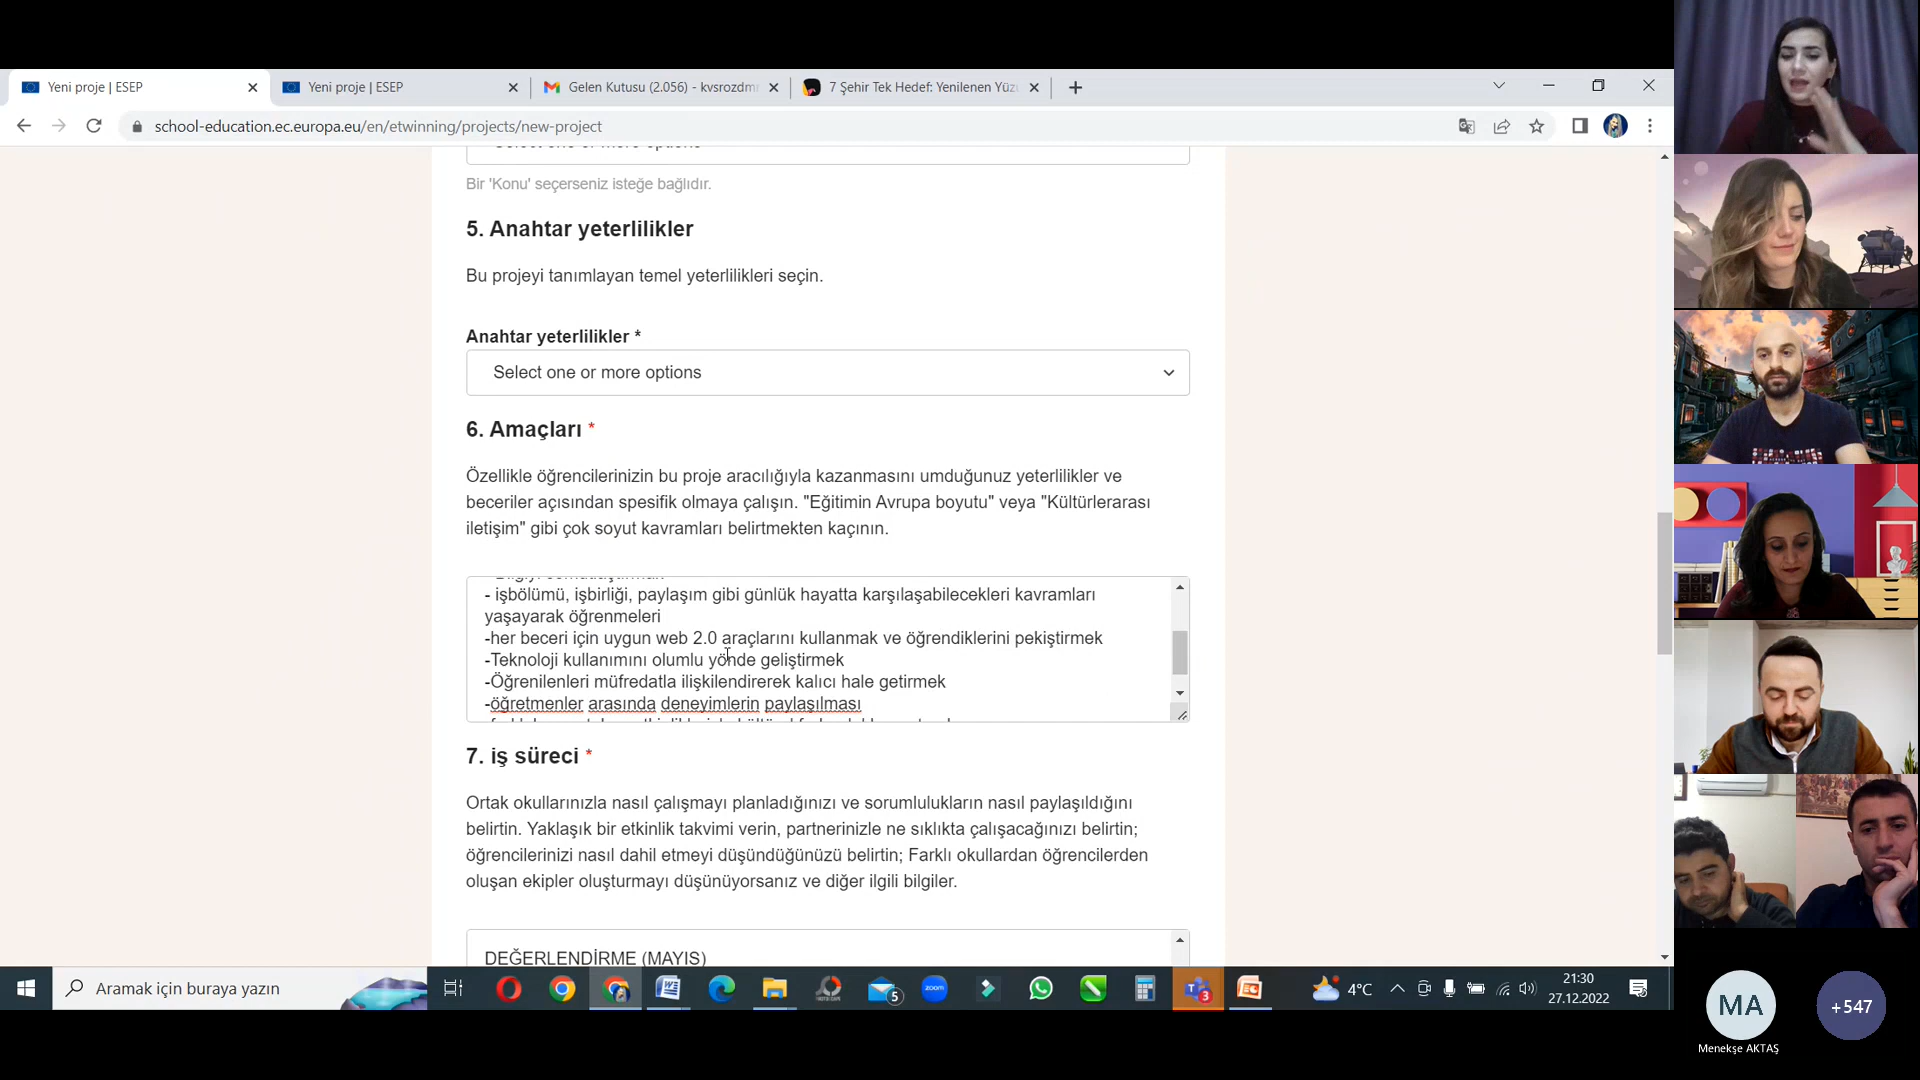 Yeni proje | ESEP
Yeni proje | ESEP
Gelen Kutusu (2.056) - kvsrozdm
7 Şehir Tek Hedef: Yenilenen Yüz
school-education.ec.europa.eu/en/etwinning/projects/new-project
Select one or more options
Bir 'Konu' seçerseniz isteğe bağlıdır.
5. Anahtar yeterlilikler
Bu projeyi tanımlayan temel yeterlilikleri seçin.
Anahtar yeterlilikler *
Select one or more options
6. Amaçları *
Özellikle öğrencilerinizin bu proje aracılığıyla kazanmasını umduğunuz yeterlilikler ve
beceriler açısından spesifik olmaya çalışın. "Eğitimin Avrupa boyutu" veya "Kültürlerarası
iletişim" gibi çok soyut kavramları belirtmekten kaçının.
- işbölümü, işbirliği, paylaşım gibi günlük hayatta karşılaşabilecekleri kavramları
yaşayarak öğrenmeleri
-her beceri için uygun web 2.0 araçlarını kullanmak ve öğrendiklerini pekiştirmek
-Teknoloji kullanımını olumlu yönde geliştirmek
-Öğrenilenleri müfredatla ilişkilendirerek kalıcı hale getirmek
-öğretmenler arasında deneyimlerin paylaşılması
7. iş süreci *
Ortak okullarınızla nasıl çalışmayı planladığınızı ve sorumlulukların nasıl paylaşıldığını
belirtin. Yaklaşık bir etkinlik takvimi verin, partnerinizle ne sıklıkta çalışacağınızı belirtin;
öğrencilerinizi nasıl dahil etmeyi düşündüğünüzü belirtin; Farklı okullardan öğrencilerden
oluşan ekipler oluşturmayı düşünüyorsanız ve diğer ilgili bilgiler.
DEĞERLENDİRME (MAYIS)
Aramak için buraya yazın
5
zoom
3
4°C
21:30
27.12.2022
MA
Menekşe AKTAŞ
+547